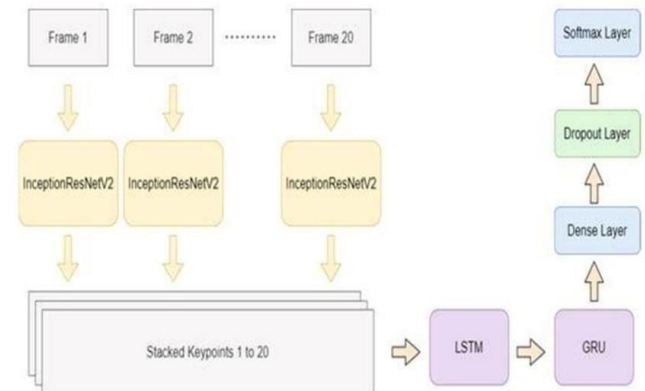 Frame 1
Frame 2
Frame 20
InceptionResNetV2
InceptionResNetV2
InceptionResNetV2
Stacked Keypoints 1 to 20
LSTM
GRU
Dense Layer
Dropout Layer
Softmax Layer